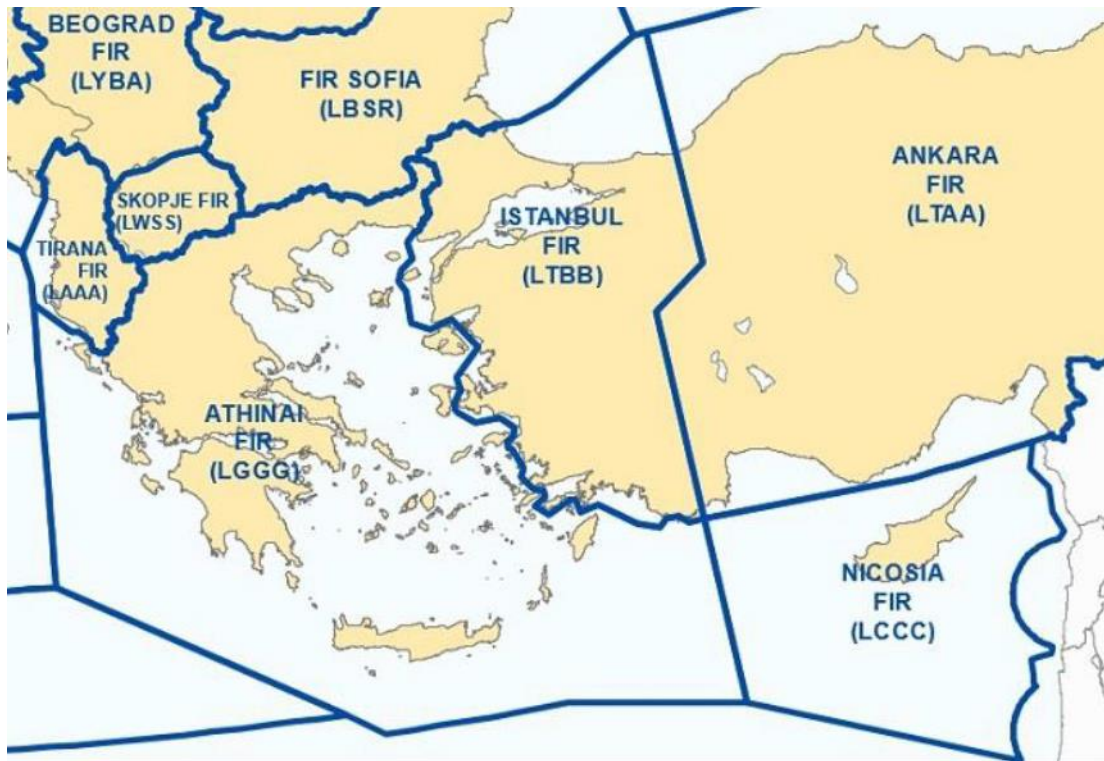 BEOGRAD
FIR
(LYBA)
FIR SOFIA
(LBSR)
ANKARA
FIR
(LTAA)
SKOPJE FIR
(LWSS)
ISTANBUL
FIR
(LTBB)
TIRANA
FIR
(LAAA)
ATHINAI
FIR
(LGGG)
NICOSIA
FIR
(LCCC)